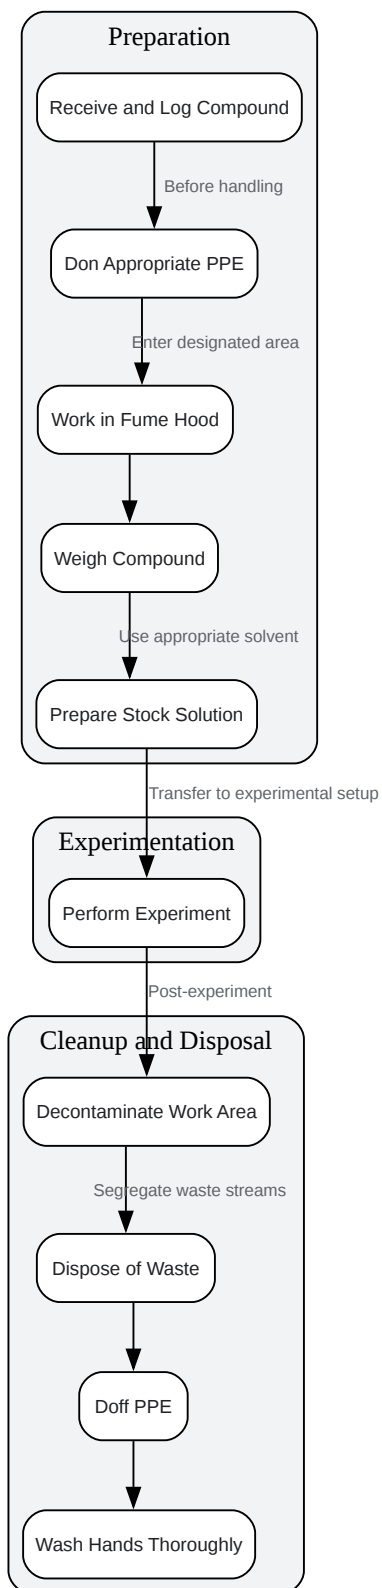 Preparation
Receive and Log Compound
Before handling
Don Appropriate PPE
Enter designated area
Work in Fume Hood
Weigh Compound
Use appropriate solvent
Prepare Stock Solution
Transfer to experimental setup
Experimentation
Perform Experiment
Post-experiment
Cleanup and Disposal
Decontaminate Work Area
Segregate waste streams
Dispose of Waste
Doff PPE
Wash Hands Thoroughly